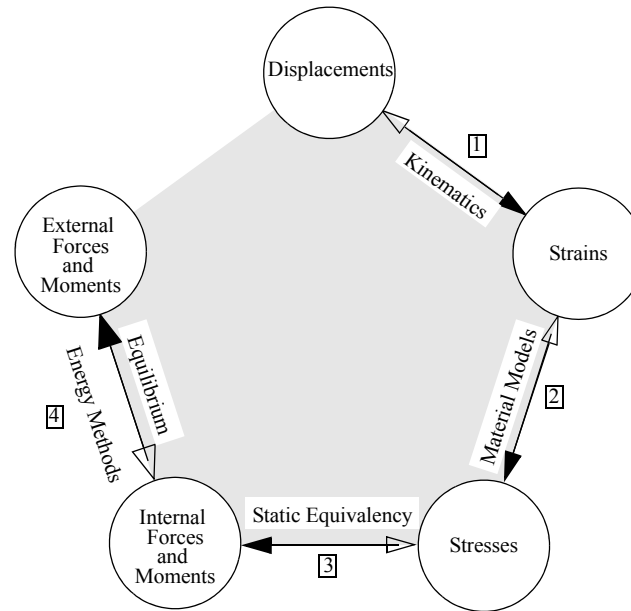 Displacements
1
Kinematics
Strains
External
Forces
and
Moments
Material Models
2
Equilibrium
Energy Methods
4
Static Equivalency
3
Internal
Forces
and
Moments
Stresses